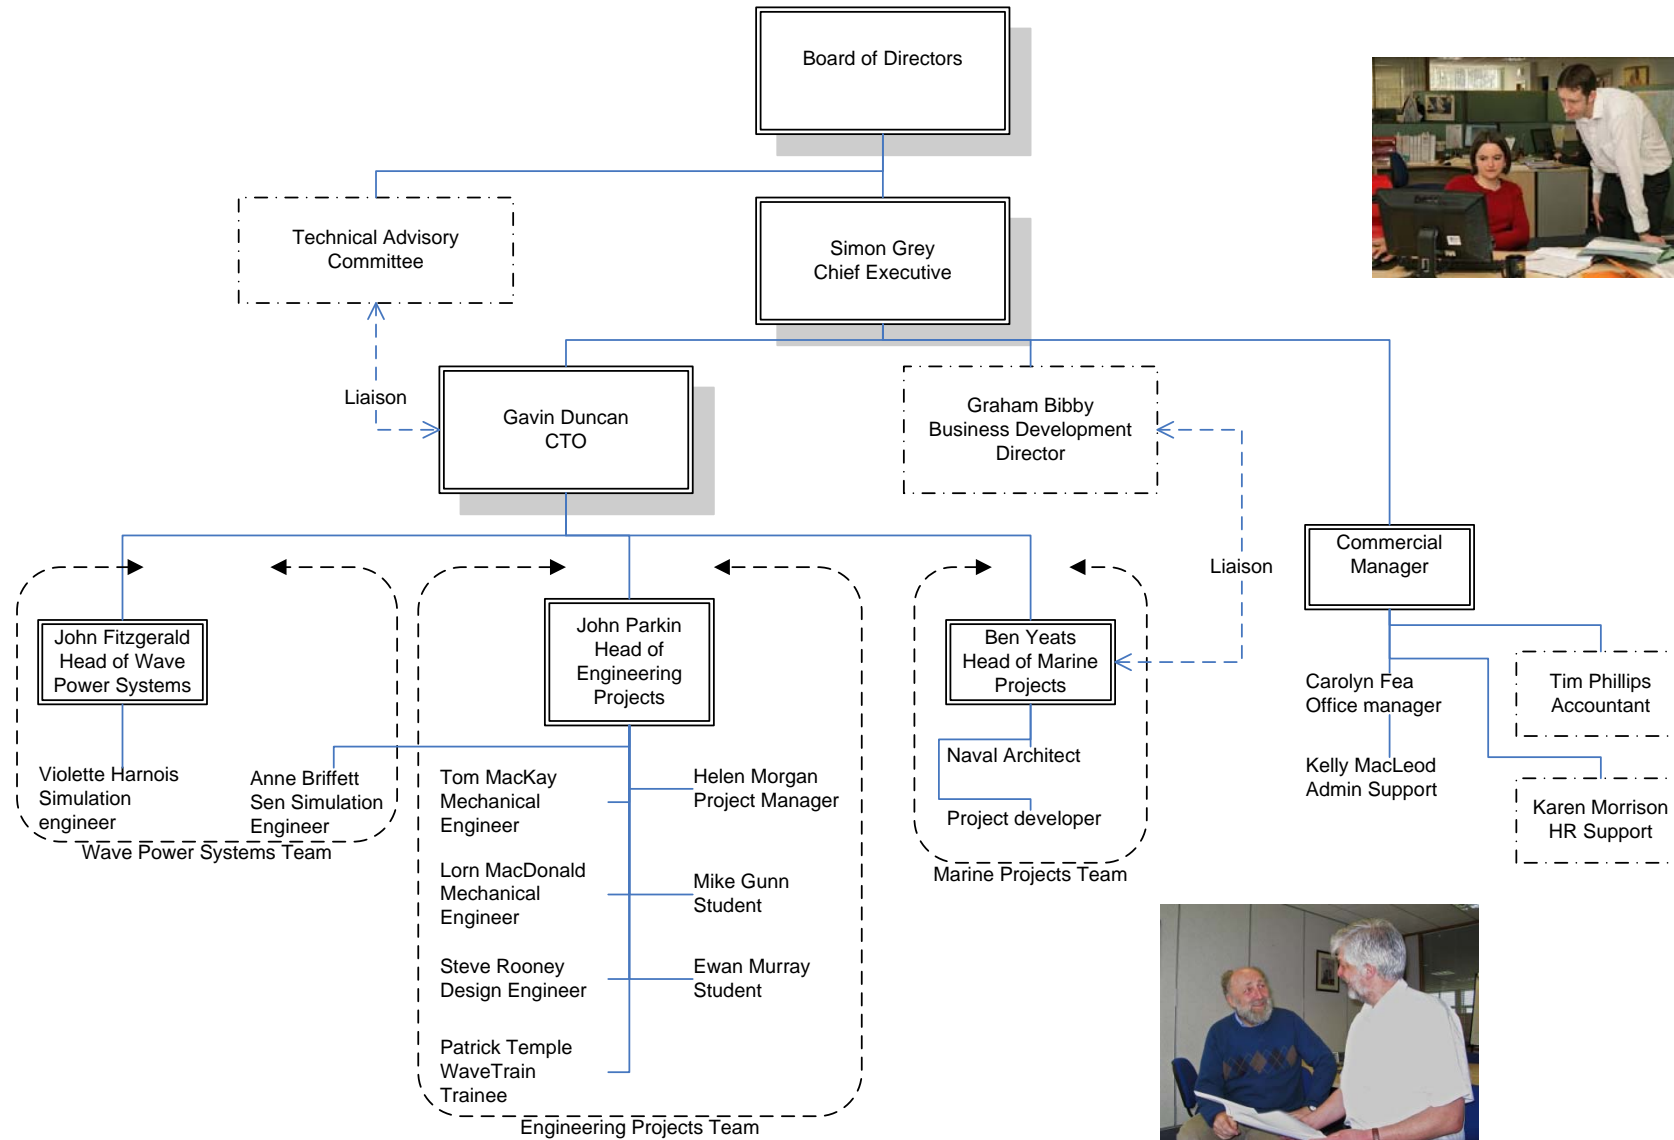 Board of Directors
Technical Advisory
Committee
Simon Grey
Chief Executive
Liaison
Gavin Duncan
CTO
Graham Bibby
Business Development
Director
Liaison
Commercial
Manager
John Fitzgerald
Head of Wave
Power Systems
John Parkin
Head of
Engineering
Projects
Ben Yeats
Head of Marine
Projects
Carolyn Fea
Office manager
Tim Phillips
Accountant
Violette Harnois
Simulation
engineer
Anne Briffett
Sen Simulation
Engineer
Wave Power Systems Team
Tom MacKay
Mechanical
Engineer
Helen Morgan
Project Manager
Naval Architect
Project developer
Marine Projects Team
Kelly MacLeod
Admin Support
Karen Morrison
HR Support
Lorn MacDonald
Mechanical
Engineer
Mike Gunn
Student
Steve Rooney
Design Engineer
Ewan Murray
Student
Patrick Temple
WaveTrain
Trainee
Engineering Projects Team